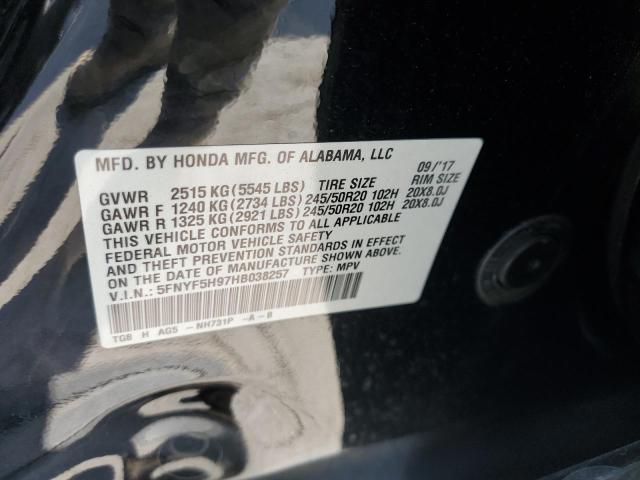 MFD. BY HONDA MFG. OF ALABAMA, LLC 09/'17
GVWR 2515 KG (5545 LBS) TIRE SIZE RIM SIZE
GAWR F 1240 KG (2734 LBS) 245/50R20 102H 20X8.0J
GAWR R 1325 KG (2921 LBS) 245/50R20 102H 20X8.0J
THIS VEHICLE CONFORMS TO ALL APPLICABLE
FEDERAL MOTOR VEHICLE SAFETY
AND THEFT PREVENTION STANDARDS IN EFFECT
ON THE DATE OF MANUFACTURE SHOWN ABOVE.
V.I.N.: 5FNYF5H97HB038257 TYPE: MPV
TG8 H AG5 -NH731P -A -B